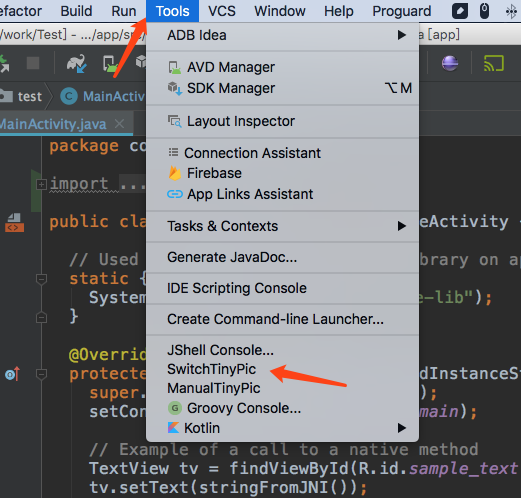 efactor Build Run Tools VCS Window Help Proguard
/work/Test] - .../app/src/ a [app]
ADB Idea
AVD Manager
SDK Manager ⌥M
test MainActiv
Layout Inspector
MainActivity.java
package co
Connection Assistant
Firebase
import ...
App Links Assistant
public cla eActivity
Tasks & Contexts
// Used brary on ap
Generate JavaDoc...
static {
IDE Scripting Console
System e-lib");
}
Create Command-line Launcher...
@Overrid
JShell Console...
SwitchTinyPic
protecte dInstanceSt
ManualTinyPic
super. );
Groovy Console...
setCon main);
Kotlin
// Example of a call to a native method
TextView tv = findViewById(R.id.sample_text
tv.setText(stringFromJNI());